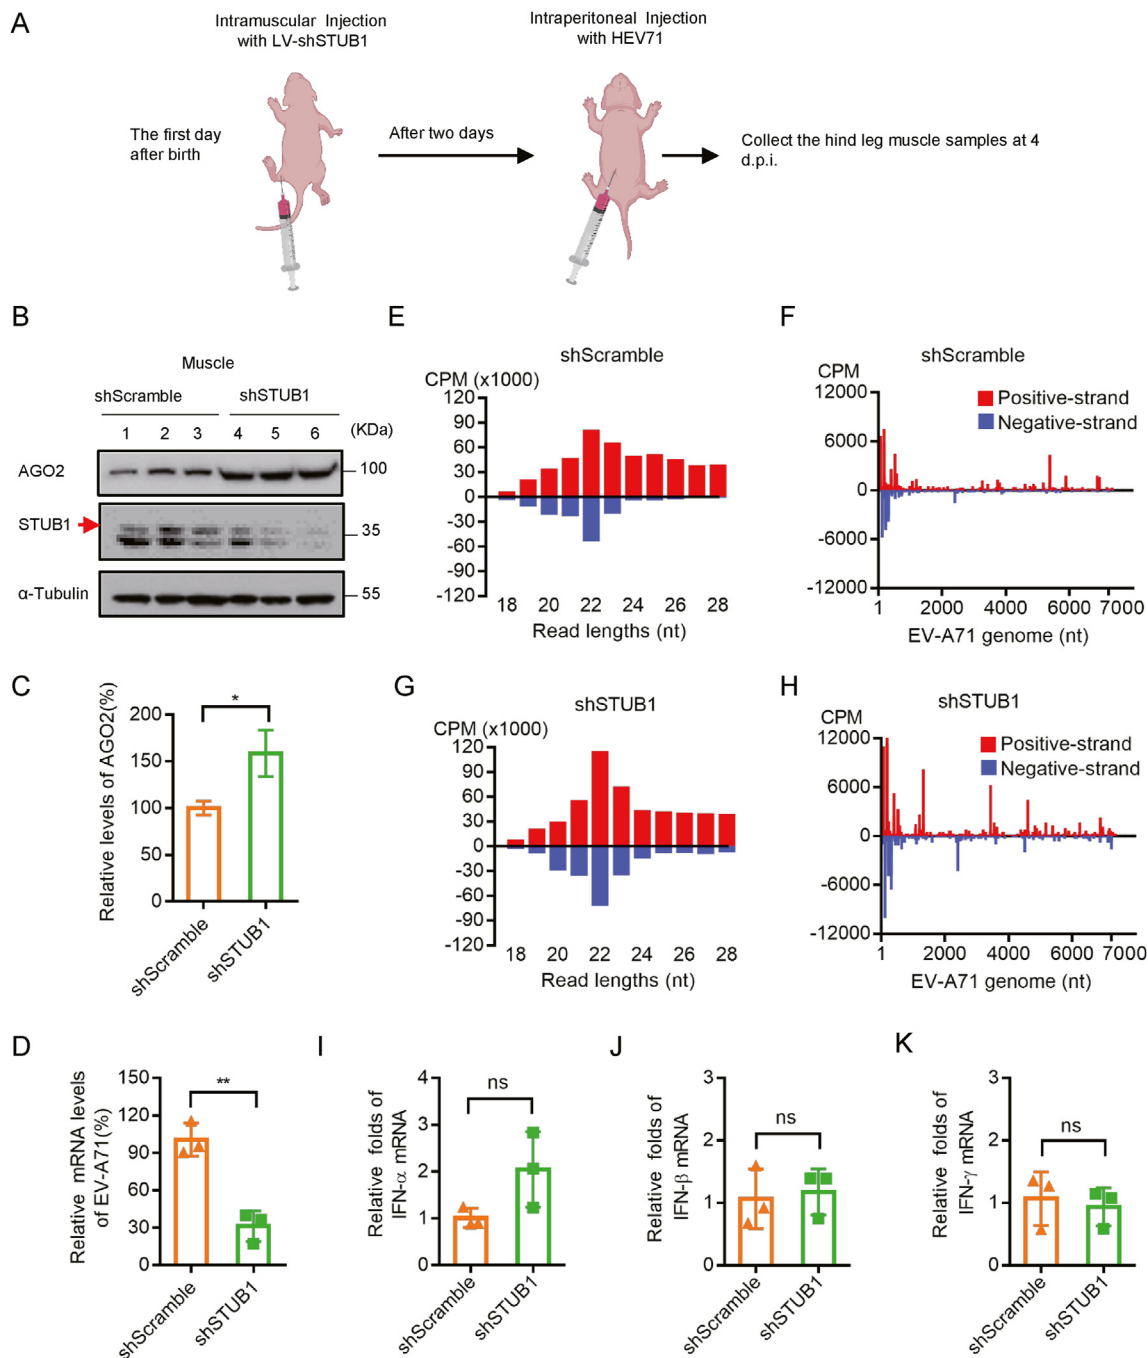 A
Intramuscular Injection
with LV-shSTUB1
Intraperitoneal Injection
with HEV71
The first day
after birth
After two days
Collect the hind leg muscle samples at 4
d.p.i.
B
Muscle
shScramble
shSTUB1
1 2 3 4 5 6 (KDa)
AGO2
100
STUB1
35
α-Tubulin
55
E
shScramble
CPM (x1000)
120
90
60
30
0
-30
-60
-90
-120
18 20 22 24 26 28
Read lengths (nt)
F
shScramble
CPM
12000
6000
0
-6000
-12000
Positive-strand
Negative-strand
1 2000 4000 6000 7000
EV-A71 genome (nt)
C
Relative levels of AGO2(%)
200
150
100
50
0
*
shScramble
shSTUB1
G
shSTUB1
CPM (x1000)
120
90
60
30
0
-30
-60
-90
-120
18 20 22 24 26 28
Read lengths (nt)
H
shSTUB1
CPM
12000
6000
0
-6000
-12000
Positive-strand
Negative-strand
1 2000 4000 6000 7000
EV-A71 genome (nt)
D
Relative mRNA levels
of EV-A71(%)
150
120
90
60
30
0
**
shScramble
shSTUB1
I
Relative folds of
IFN-α mRNA
4
3
2
1
0
ns
shScramble
shSTUB1
J
Relative folds of
IFN-β mRNA
3
2
1
0
ns
shScramble
shSTUB1
K
Relative folds of
IFN-γ mRNA
3
2
1
0
ns
shScramble
shSTUB1